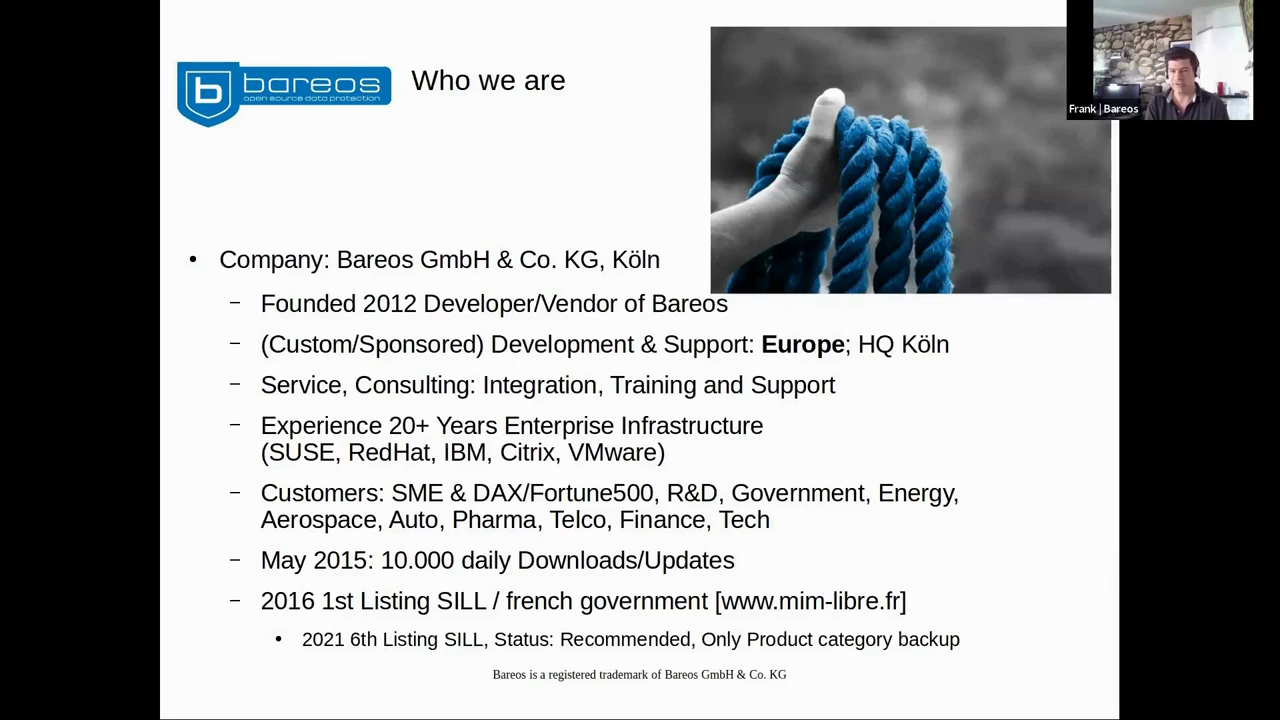 bareos
open source data protection
Who we are
Frank | Bareos
• Company: Bareos GmbH & Co. KG, Köln
– Founded 2012 Developer/Vendor of Bareos
– (Custom/Sponsored) Development & Support: Europe; HQ Köln
– Service, Consulting: Integration, Training and Support
– Experience 20+ Years Enterprise Infrastructure
(SUSE, RedHat, IBM, Citrix, VMware)
– Customers: SME & DAX/Fortune500, R&D, Government, Energy,
Aerospace, Auto, Pharma, Telco, Finance, Tech
– May 2015: 10.000 daily Downloads/Updates
– 2016 1st Listing SILL / french government [www.mim-libre.fr]
• 2021 6th Listing SILL, Status: Recommended, Only Product category backup
Bareos is a registered trademark of Bareos GmbH & Co. KG